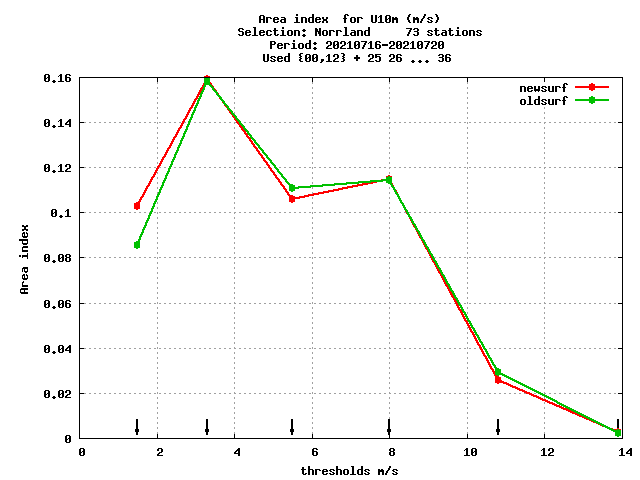 Area index  for U10m (m/s)
Selection: Norrland     73 stations
Period: 20210716-20210720
Used {00,12} + 25 26 ... 36
newsurf
oldsurf
0.16
0.14
0.12
0.1
0.08
0.06
0.04
0.02
0
Area index
0 2 4 6 8 10 12 14
thresholds m/s